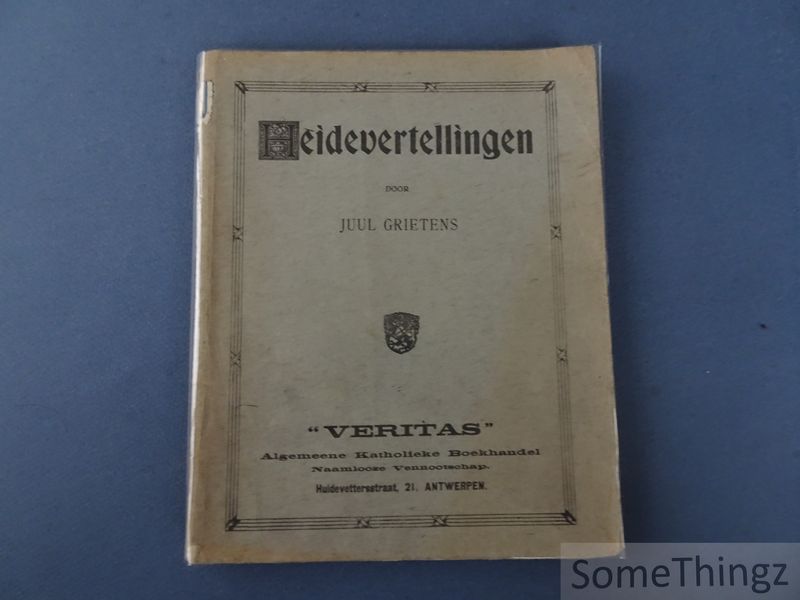 Heidevertellingen
DOOR
JUUL GRIETENS
"VERITAS"
Algemeene Katholieke Boekhandel
Naamlooze Vennootschap.
Huidevettersstraat, 21. ANTWERPEN.
SomeThingz